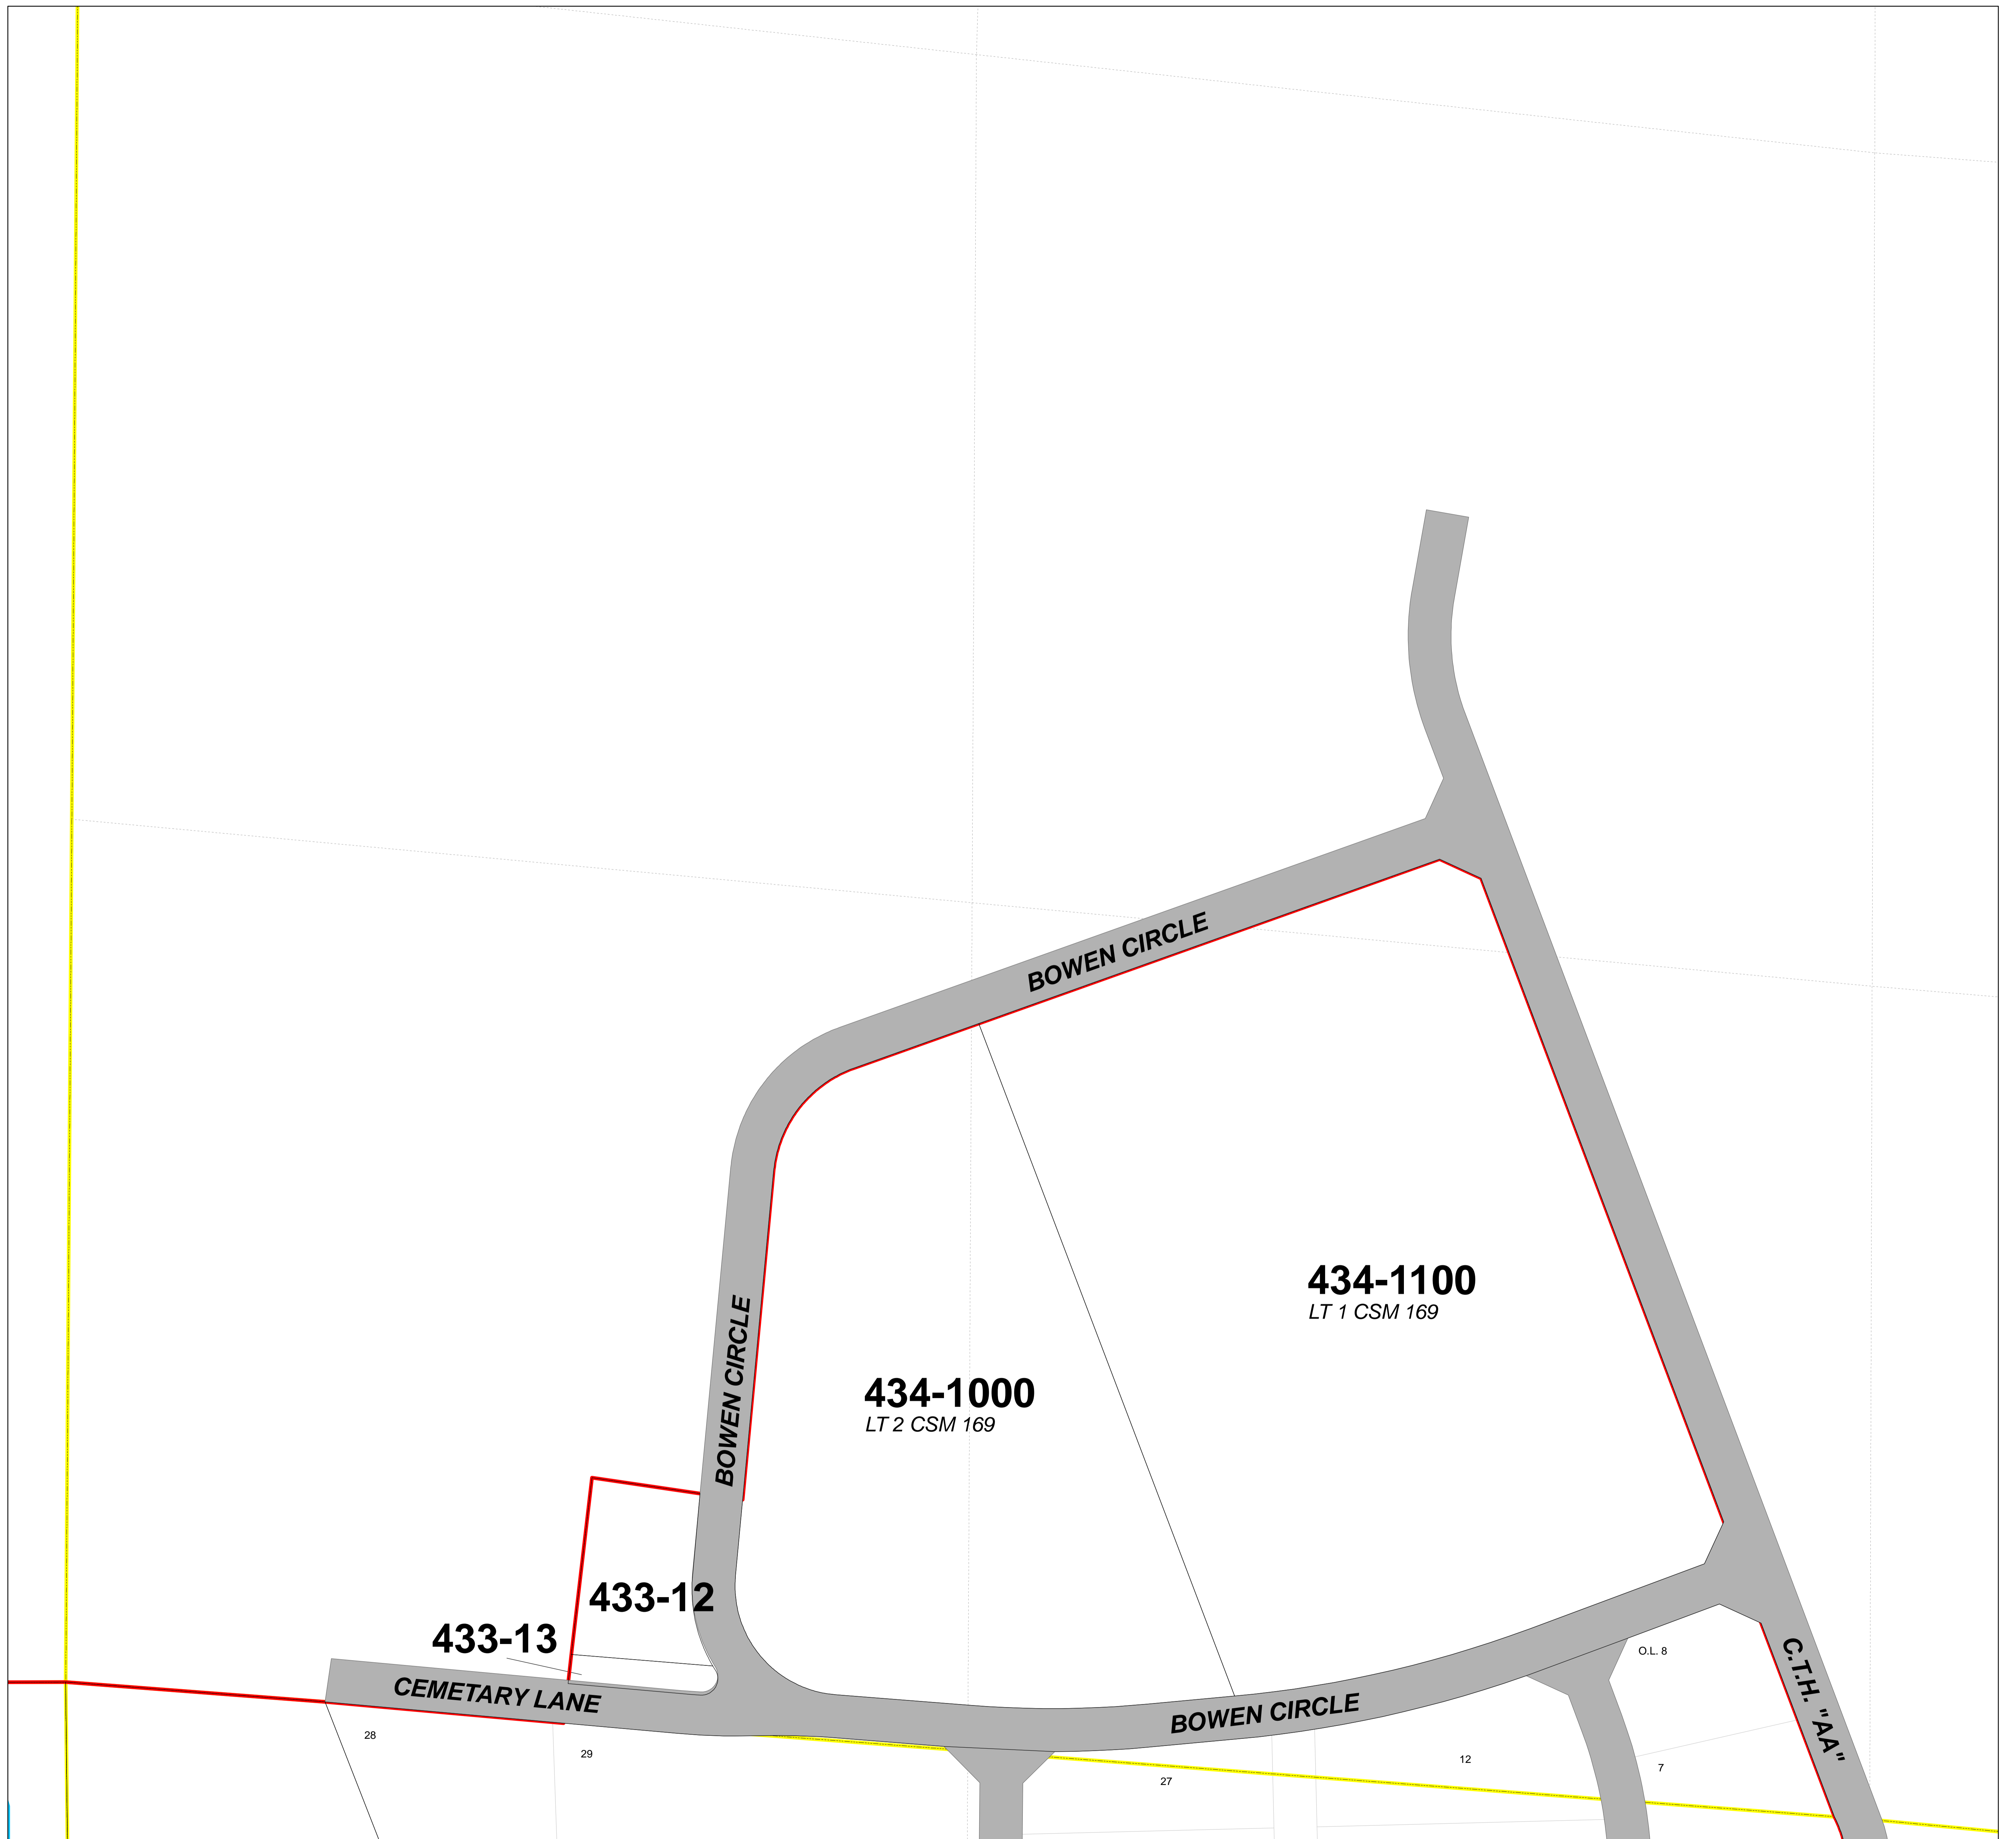 BOWEN CIRCLE
434-1100
LT 1 CSM 169
BOWEN CIRCLE
434-1000
LT 2 CSM 169
433-12
433-13
CEMETARY LANE
BOWEN CIRCLE
O.L. 8
C.T.H. "AA"
28
29
27
12
7